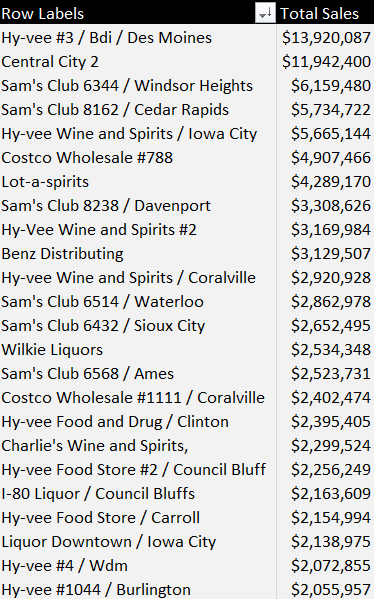 Row Labels Total Sales
Hy-vee #3 / Bdi / Des Moines $13,920,087
Central City 2 $11,942,400
Sam's Club 6344 / Windsor Heights $6,159,480
Sam's Club 8162 / Cedar Rapids $5,734,722
Hy-vee Wine and Spirits / Iowa City $5,665,144
Costco Wholesale #788 $4,907,466
Lot-a-spirits $4,289,170
Sam's Club 8238 / Davenport $3,308,626
Hy-Vee Wine and Spirits #2 $3,169,984
Benz Distributing $3,129,507
Hy-vee Wine and Spirits / Coralville $2,920,928
Sam's Club 6514 / Waterloo $2,862,978
Sam's Club 6432 / Sioux City $2,652,495
Wilkie Liquors $2,534,348
Sam's Club 6568 / Ames $2,523,731
Costco Wholesale #1111 / Coralville $2,402,474
Hy-vee Food and Drug / Clinton $2,395,405
Charlie's Wine and Spirits, $2,299,524
Hy-vee Food Store #2 / Council Bluff $2,256,249
I-80 Liquor / Council Bluffs $2,163,609
Hy-vee Food Store / Carroll $2,154,994
Liquor Downtown / Iowa City $2,138,975
Hy-vee #4 / Wdm $2,072,855
Hy-vee #1044 / Burlington $2,055,957